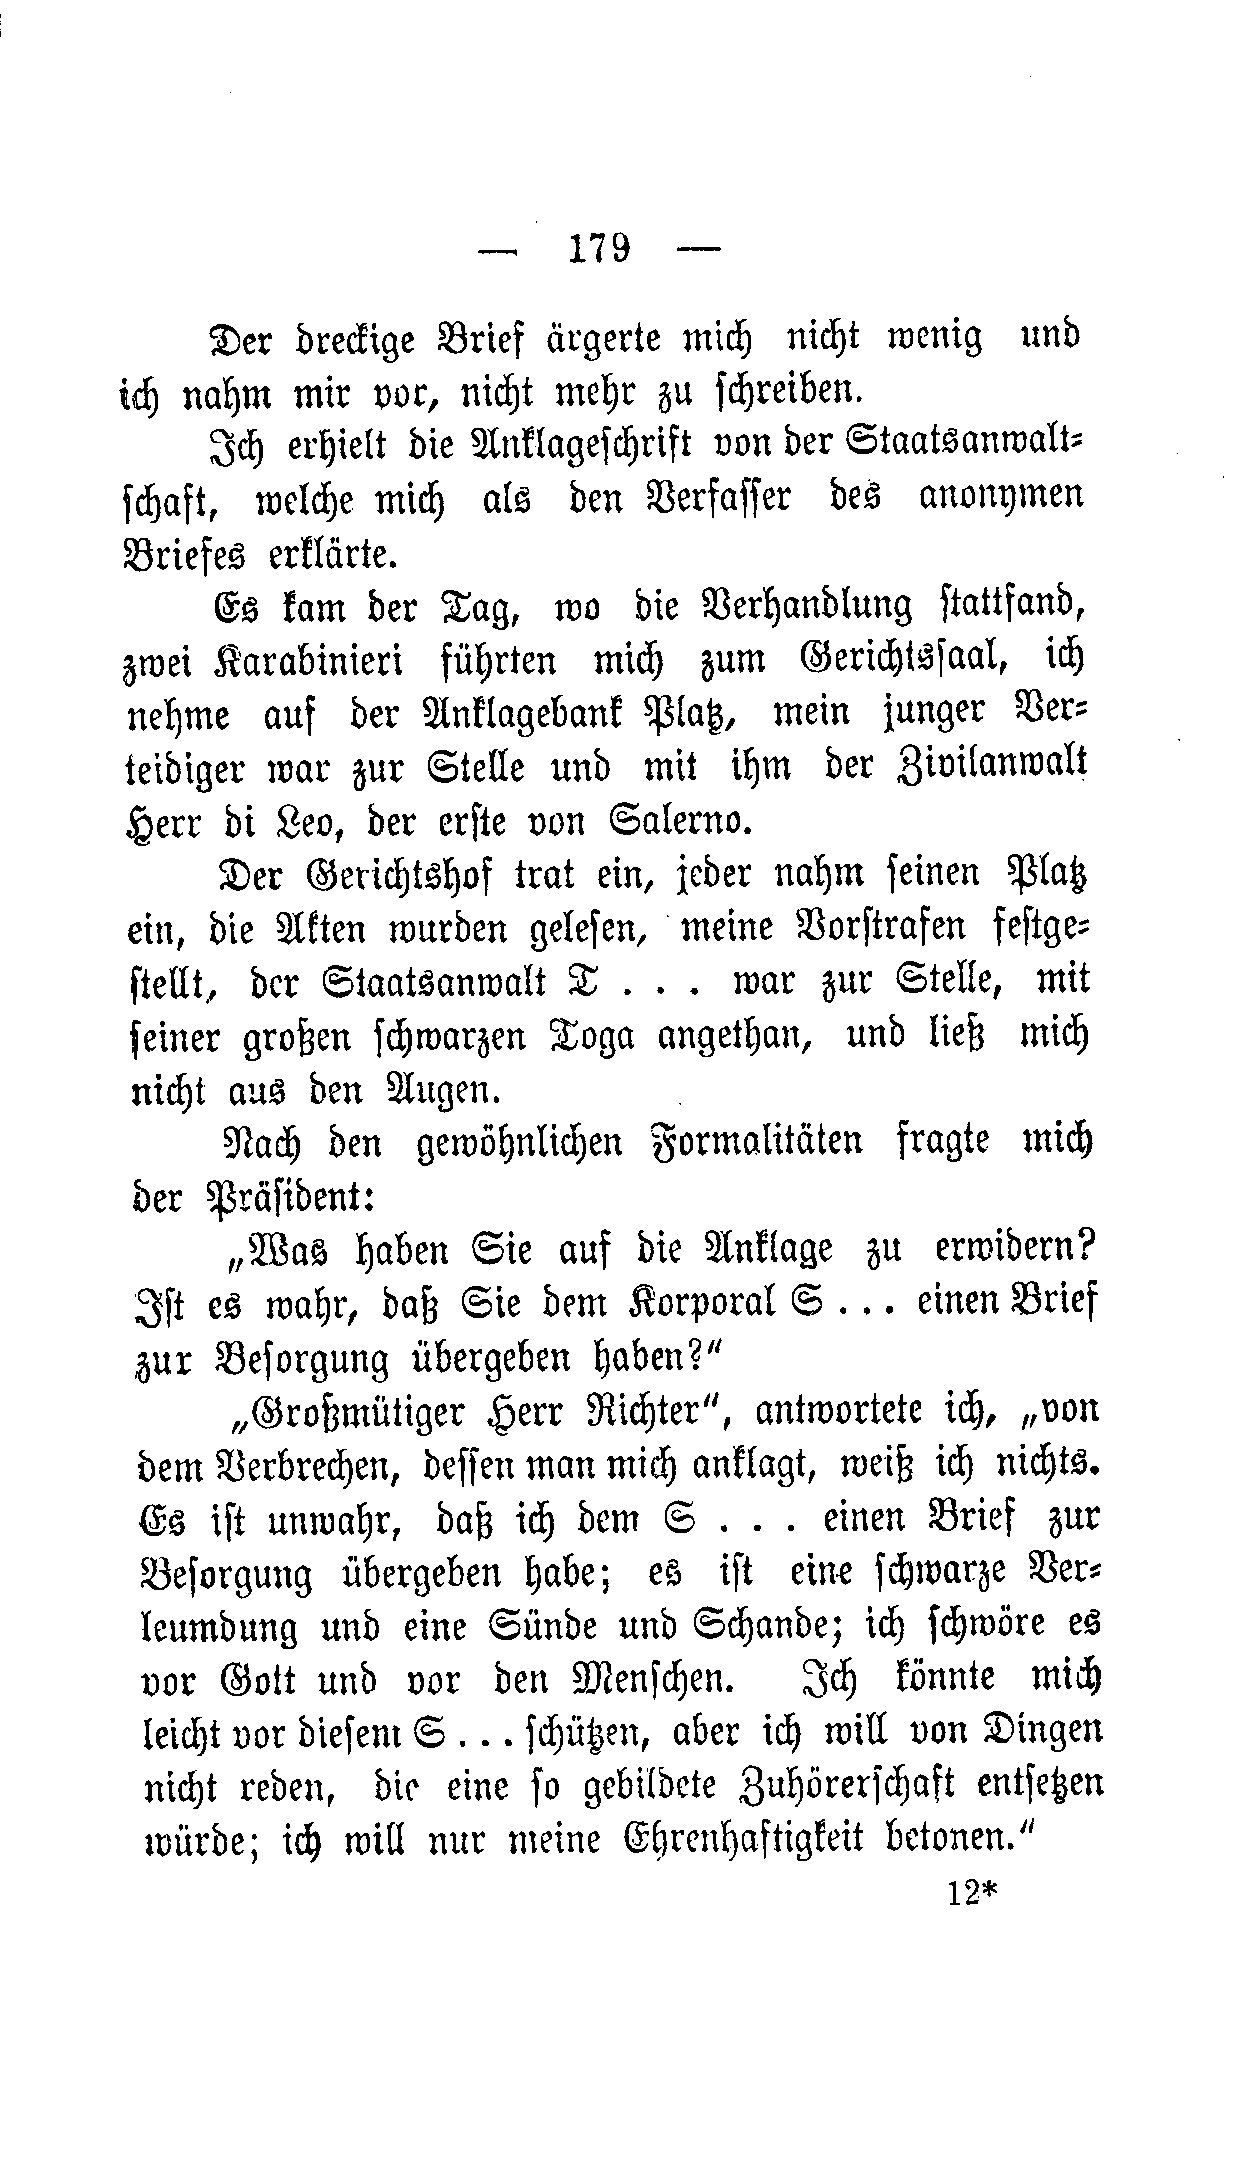 — 179 —
Der dreckige Brief ärgerte mich nicht wenig und
ich nahm mir vor, nicht mehr zu schreiben.
Ich erhielt die Anklageschrift von der Staatsanwalt-
schaft, welche mich als den Verfasser des anonymen
Briefes erklärte.
Es kam der Tag, wo die Verhandlung stattfand,
zwei Karabinieri führten mich zum Gerichtssaal, ich
nehme auf der Anklagebank Platz, mein junger Ver-
teidiger war zur Stelle und mit ihm der Zivilanwalt
Herr di Leo, der erste von Salerno.
Der Gerichtshof trat ein, jeder nahm seinen Platz
ein, die Akten wurden gelesen, meine Vorstrafen festge-
stellt, der Staatsanwalt T . . . war zur Stelle, mit
seiner großen schwarzen Toga angethan, und ließ mich
nicht aus den Augen.
Nach den gewöhnlichen Formalitäten fragte mich
der Präsident:
„Was haben Sie auf die Anklage zu erwidern?
Ist es wahr, daß Sie dem Korporal S . . . einen Brief
zur Besorgung übergeben haben?“
„Großmütiger Herr Richter“, antwortete ich, „von
dem Verbrechen, dessen man mich anklagt, weiß ich nichts.
Es ist unwahr, daß ich dem S . . . einen Brief zur
Besorgung übergeben habe; es ist eine schwarze Ver-
leumdung und eine Sünde und Schande; ich schwöre es
vor Gott und vor den Menschen. Ich könnte mich
leicht vor diesem S . . . schützen, aber ich will von Dingen
nicht reden, die eine so gebildete Zuhörerschaft entsetzen
würde; ich will nur meine Ehrenhaftigkeit betonen.“
12*